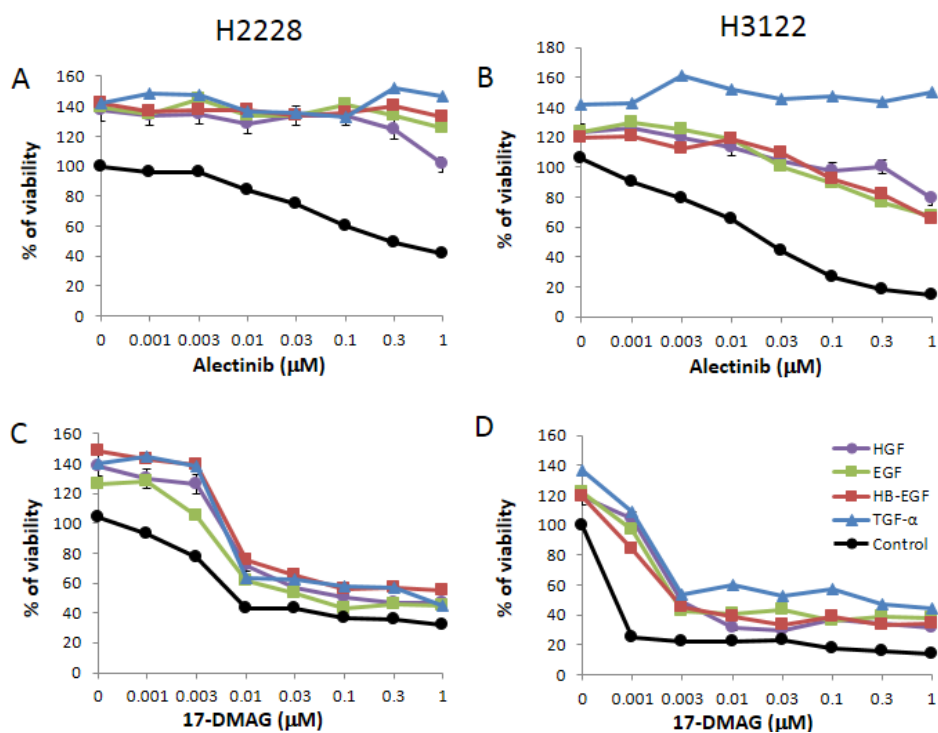 H2228
H3122
A
160
140
120
100
80
60
40
20
0
% of viability
0 0.001 0.003 0.01 0.03 0.1 0.3 1
Alectinib (μM)
B
180
160
140
120
100
80
60
40
20
0
% of viability
0 0.001 0.003 0.01 0.03 0.1 0.3 1
Alectinib (μM)
C
160
140
120
100
80
60
40
20
0
% of viability
0 0.001 0.003 0.01 0.03 0.1 0.3 1
17-DMAG (μM)
D
160
140
120
100
80
60
40
20
0
% of viability
0 0.001 0.003 0.01 0.03 0.1 0.3 1
17-DMAG (μM)
HGF
EGF
HB-EGF
TGF-α
Control